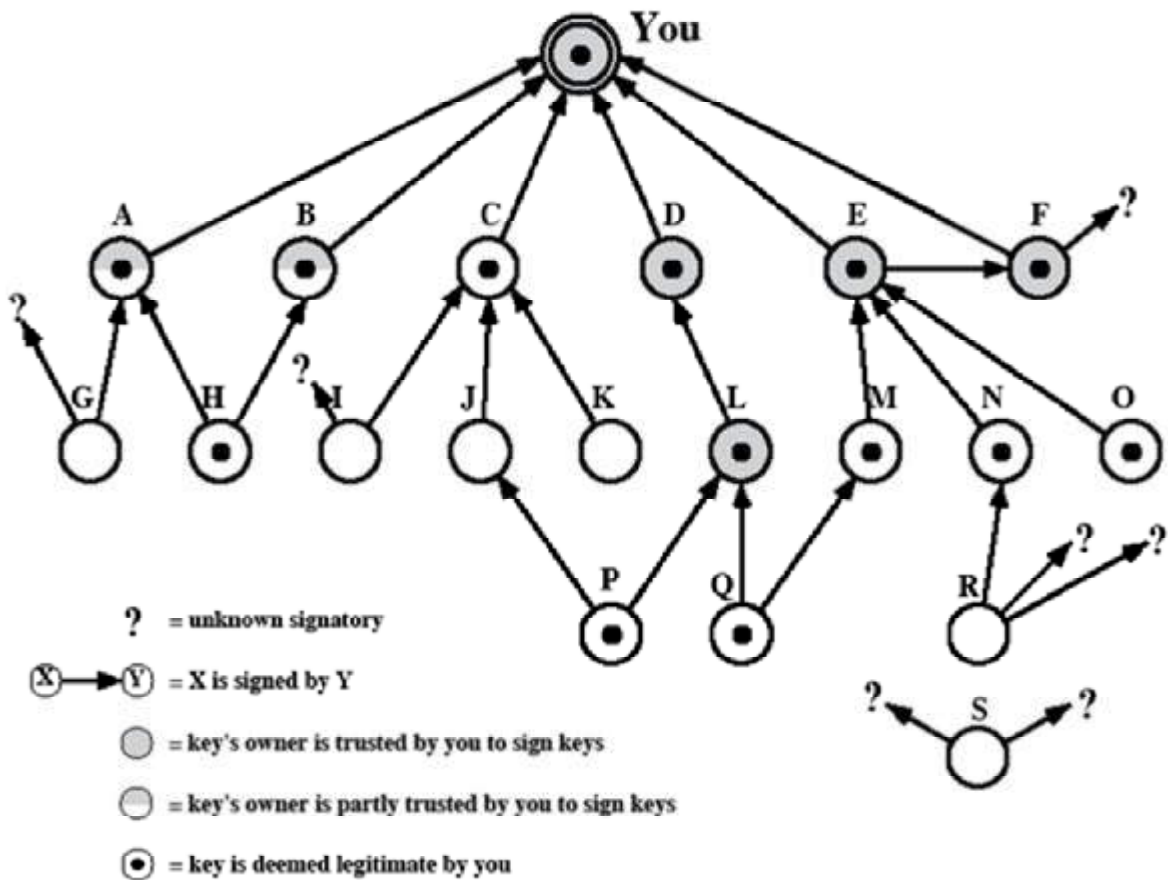 You
A B C D E F ?
?
?
G H I J K L M N O
? ?
P Q R
? = unknown signatory
X Y = X is signed by Y
? S ?
= key's owner is trusted by you to sign keys
= key's owner is partly trusted by you to sign keys
= key is deemed legitimate by you